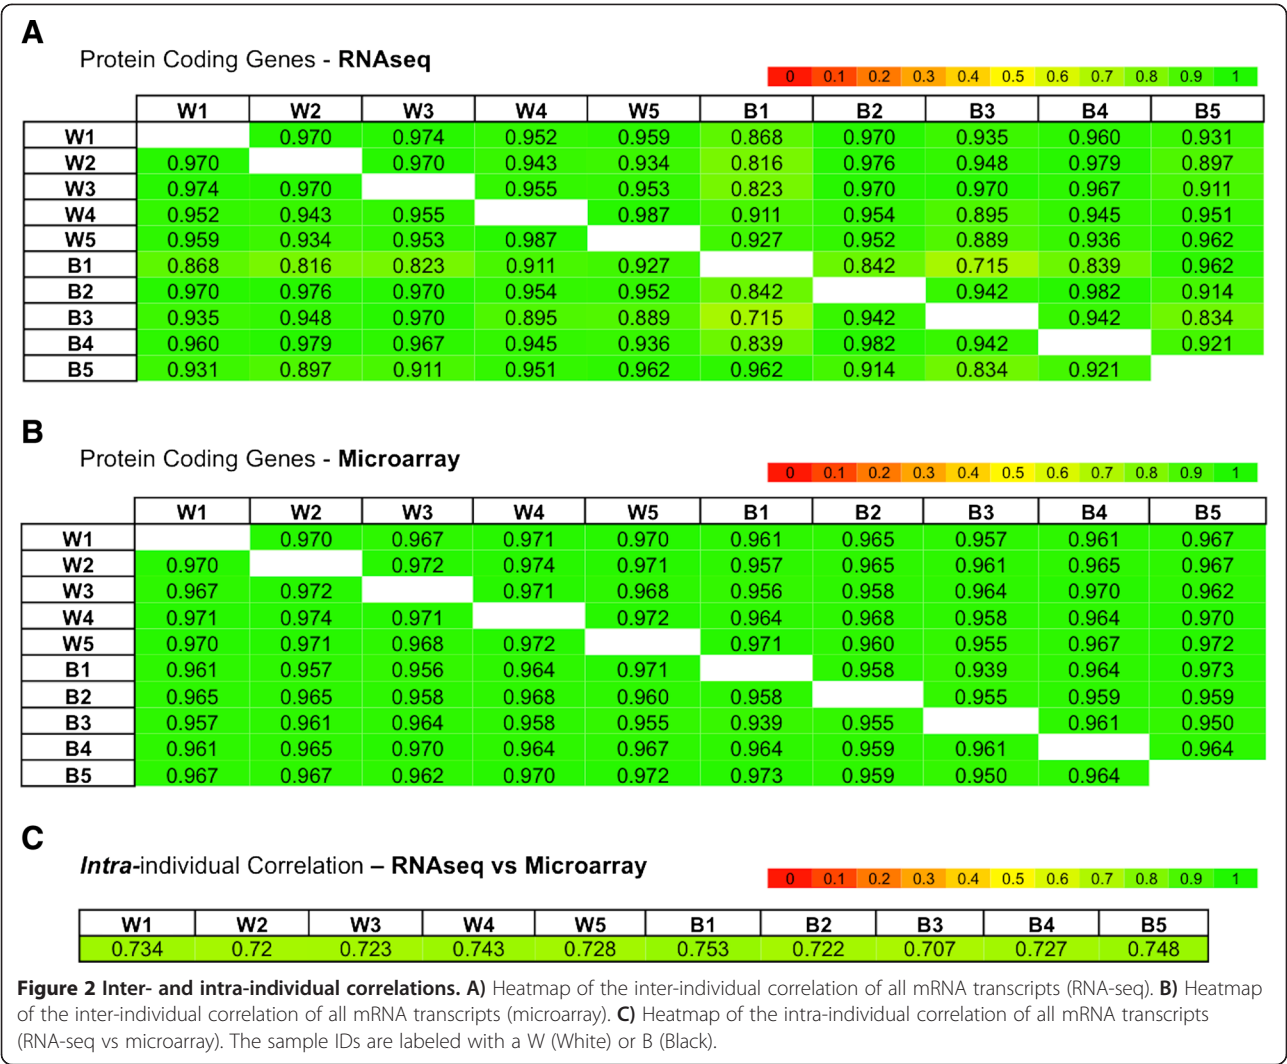 A
Protein Coding Genes - RNAseq
0 0.1 0.2 0.3 0.4 0.5 0.6 0.7 0.8 0.9 1
W1 W2 W3 W4 W5 B1 B2 B3 B4 B5
W1 0.970 0.974 0.952 0.959 0.868 0.970 0.935 0.960 0.931
W2 0.970 0.970 0.943 0.934 0.816 0.976 0.948 0.979 0.897
W3 0.974 0.970 0.955 0.953 0.823 0.970 0.970 0.967 0.911
W4 0.952 0.943 0.955 0.987 0.911 0.954 0.895 0.945 0.951
W5 0.959 0.934 0.953 0.987 0.927 0.952 0.889 0.936 0.962
B1 0.868 0.816 0.823 0.911 0.927 0.842 0.715 0.839 0.962
B2 0.970 0.976 0.970 0.954 0.952 0.842 0.942 0.982 0.914
B3 0.935 0.948 0.970 0.895 0.889 0.715 0.942 0.942 0.834
B4 0.960 0.979 0.967 0.945 0.936 0.839 0.982 0.942 0.921
B5 0.931 0.897 0.911 0.951 0.962 0.962 0.914 0.834 0.921
B
Protein Coding Genes - Microarray
0 0.1 0.2 0.3 0.4 0.5 0.6 0.7 0.8 0.9 1
W1 W2 W3 W4 W5 B1 B2 B3 B4 B5
W1 0.970 0.967 0.971 0.970 0.961 0.965 0.957 0.961 0.967
W2 0.970 0.972 0.974 0.971 0.957 0.965 0.961 0.965 0.967
W3 0.967 0.972 0.971 0.968 0.956 0.958 0.964 0.970 0.962
W4 0.971 0.974 0.971 0.972 0.964 0.968 0.958 0.964 0.970
W5 0.970 0.971 0.968 0.972 0.971 0.960 0.955 0.967 0.972
B1 0.961 0.957 0.956 0.964 0.971 0.958 0.939 0.964 0.973
B2 0.965 0.965 0.958 0.968 0.960 0.958 0.955 0.959 0.959
B3 0.957 0.961 0.964 0.958 0.955 0.939 0.955 0.961 0.950
B4 0.961 0.965 0.970 0.964 0.967 0.964 0.959 0.961 0.964
B5 0.967 0.967 0.962 0.970 0.972 0.973 0.959 0.950 0.964
C
Intra-individual Correlation – RNAseq vs Microarray
0 0.1 0.2 0.3 0.4 0.5 0.6 0.7 0.8 0.9 1
W1 W2 W3 W4 W5 B1 B2 B3 B4 B5
0.734 0.72 0.723 0.743 0.728 0.753 0.722 0.707 0.727 0.748
Figure 2 Inter- and intra-individual correlations. A) Heatmap of the inter-individual correlation of all mRNA transcripts (RNA-seq). B) Heatmap
of the inter-individual correlation of all mRNA transcripts (microarray). C) Heatmap of the intra-individual correlation of all mRNA transcripts
(RNA-seq vs microarray). The sample IDs are labeled with a W (White) or B (Black).